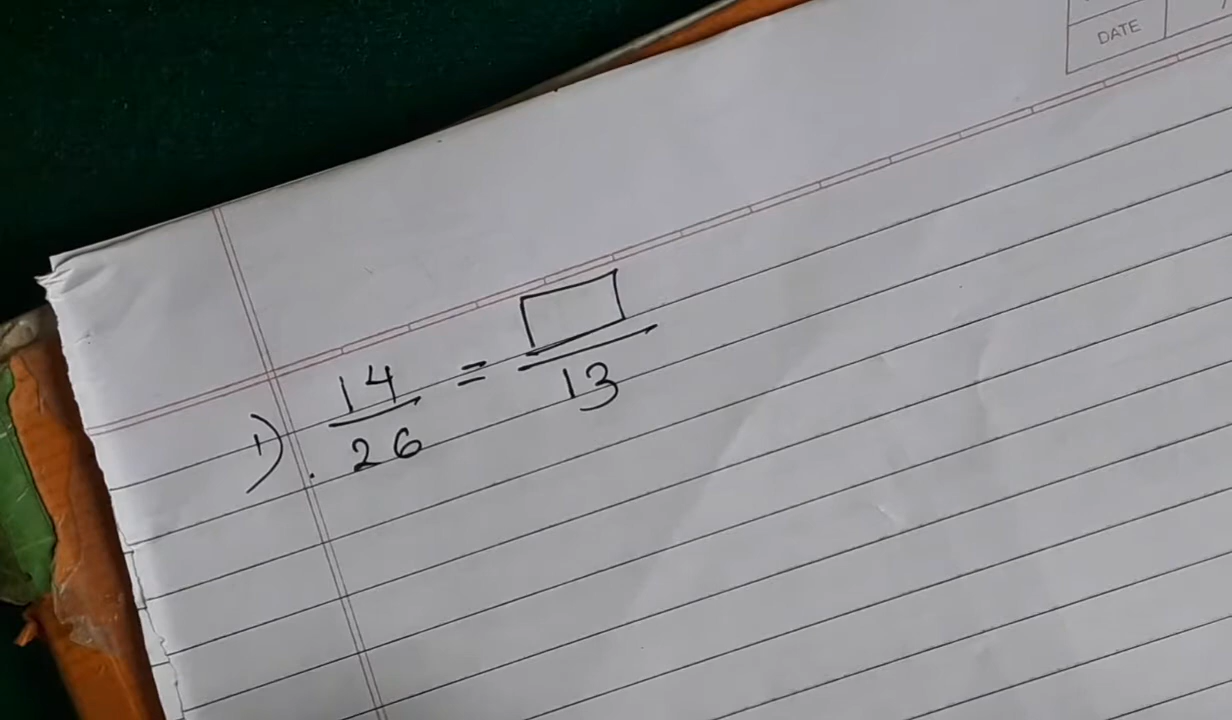 DATE
1). 14/26 = □/13